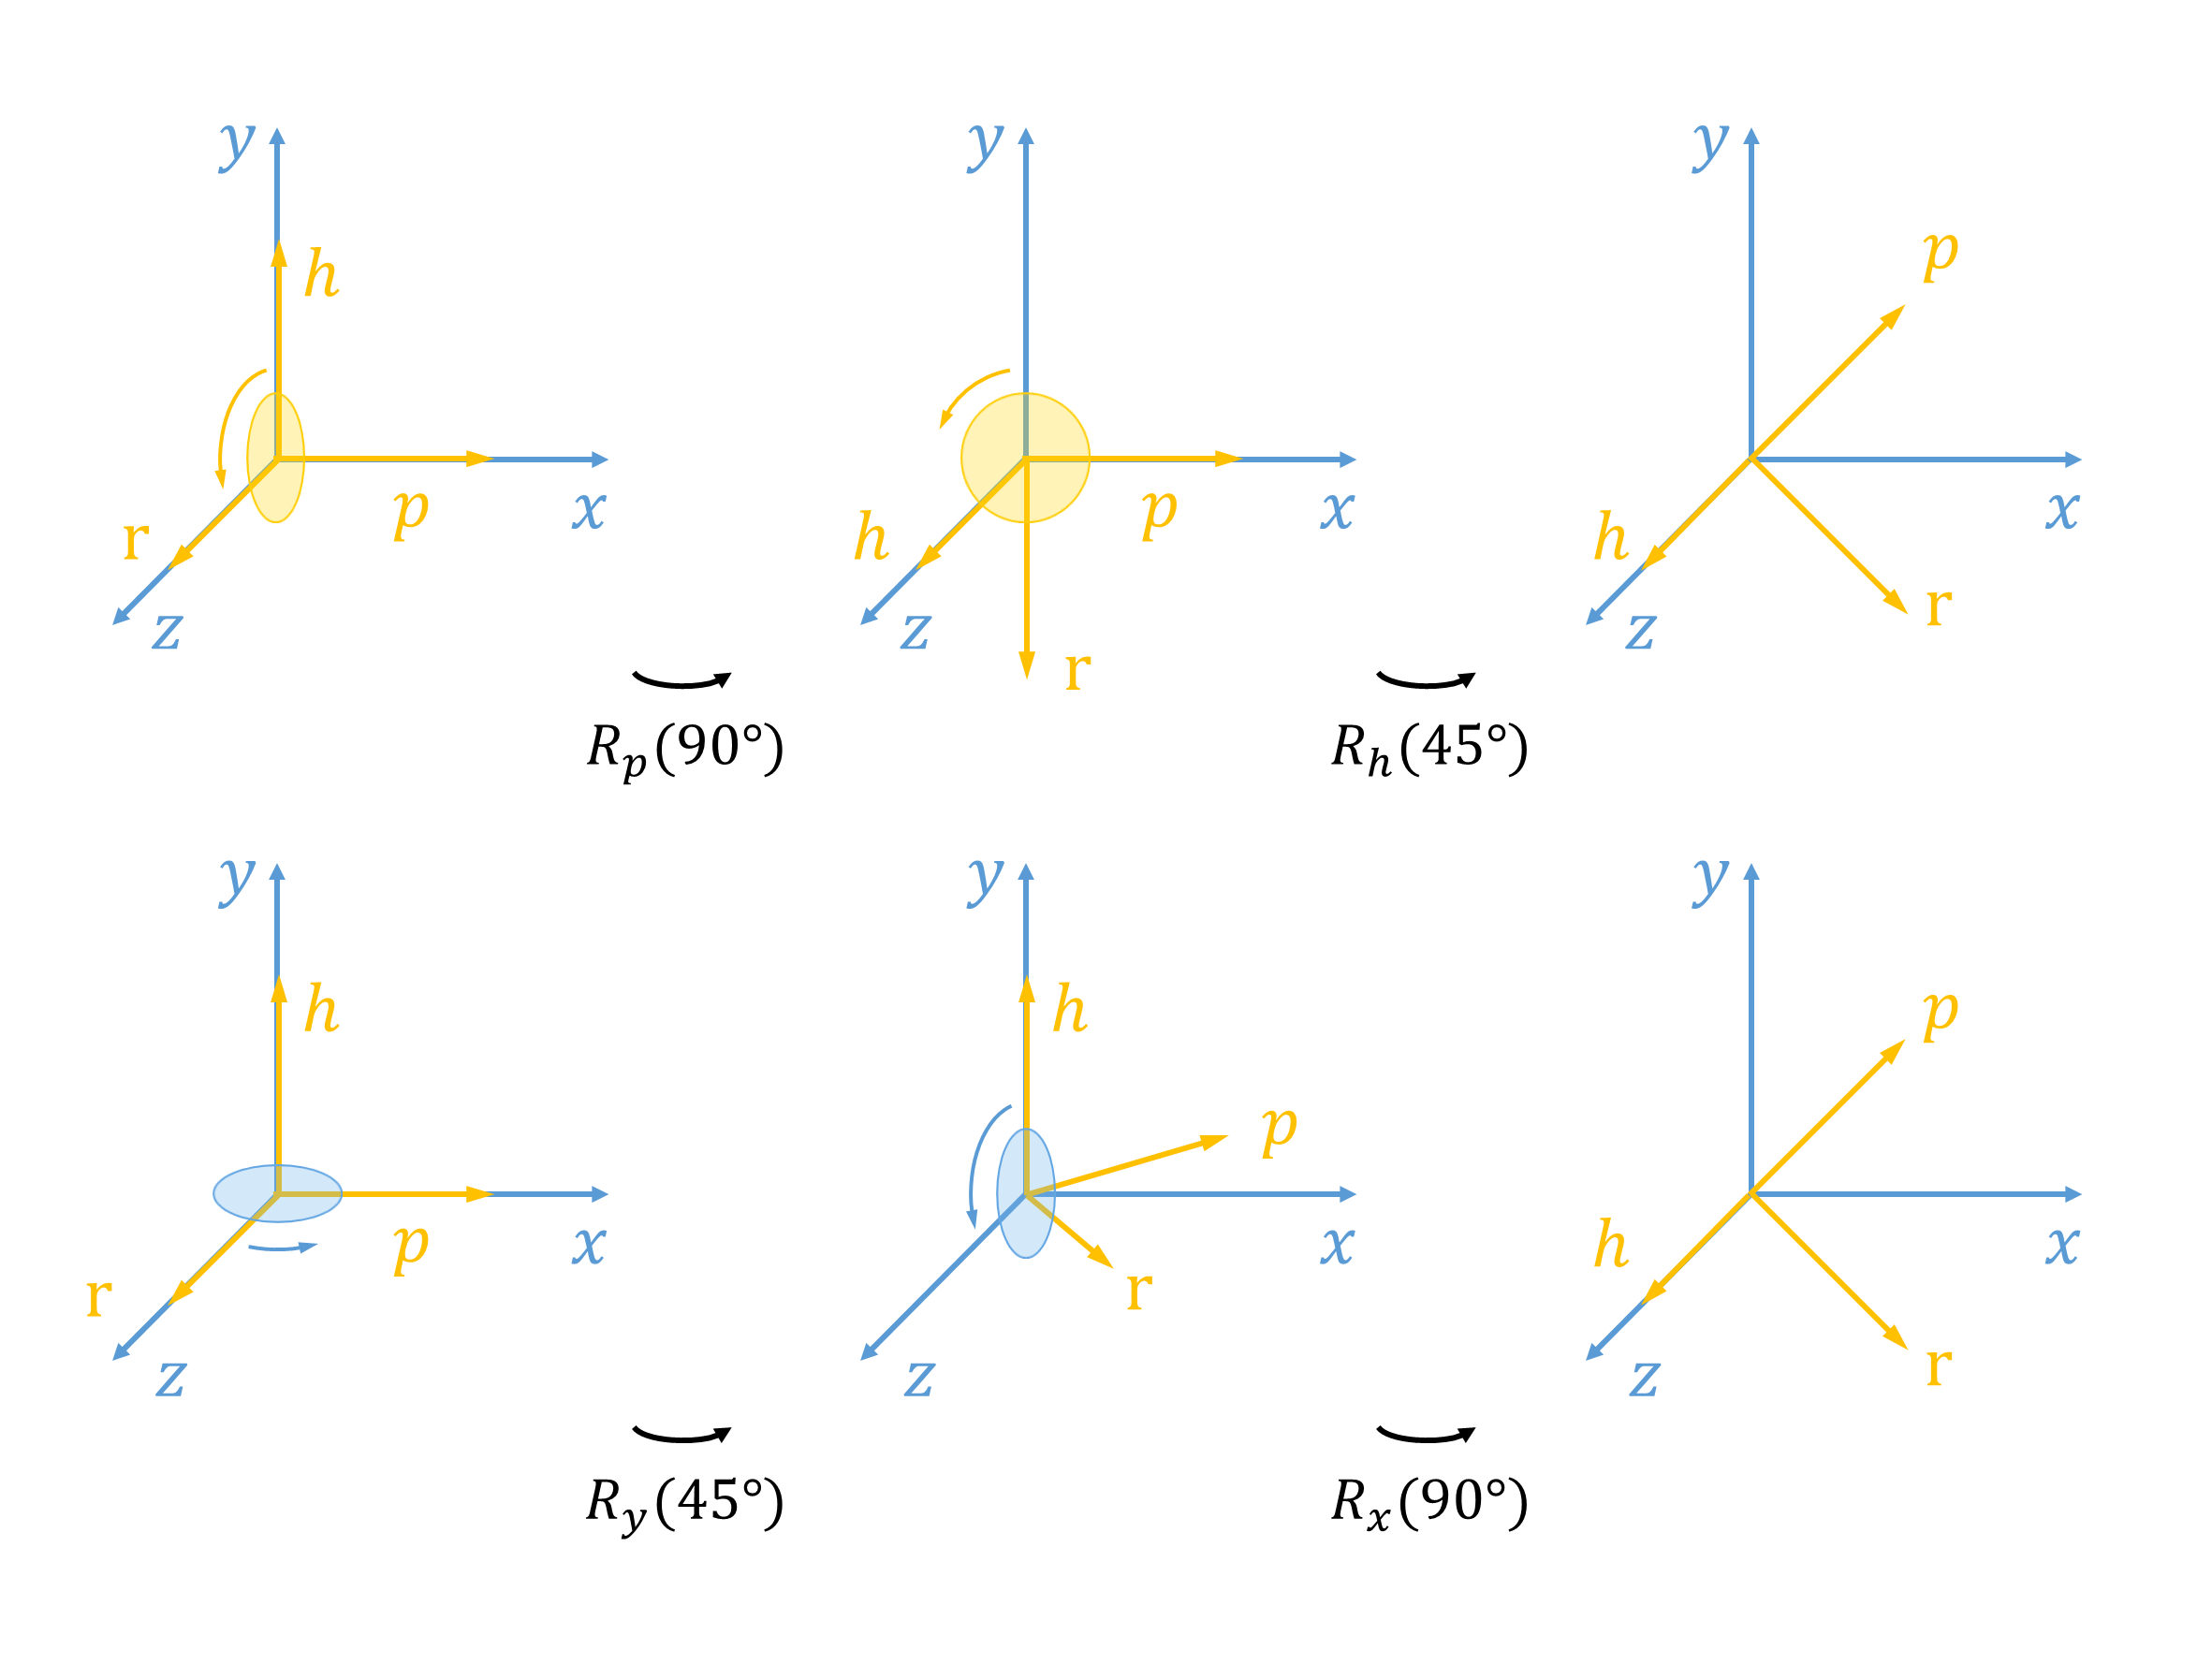 y y y
h p
r p x h p x h x
z z z r
r
R_p(90°) R_h(45°)
y y y
h h p
p
r p x r x h x
z z z r
R_y(45°) R_x(90°)